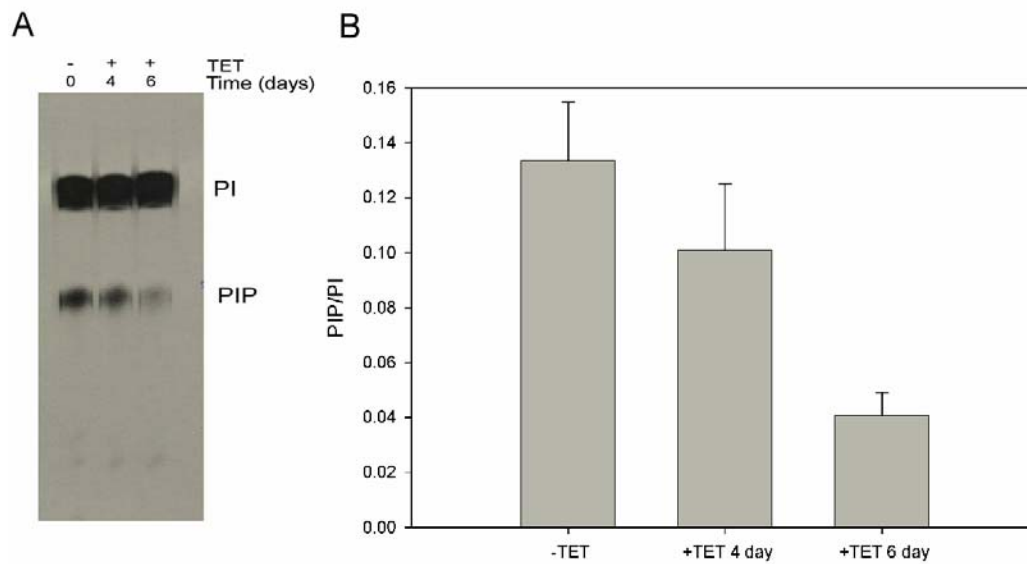 A
- + + TET
0 4 6 Time (days)
PI
PIP
B
0.16
0.14
0.12
0.10
0.08
0.06
0.04
0.02
0.00
PIP/PI
-TET +TET 4 day +TET 6 day